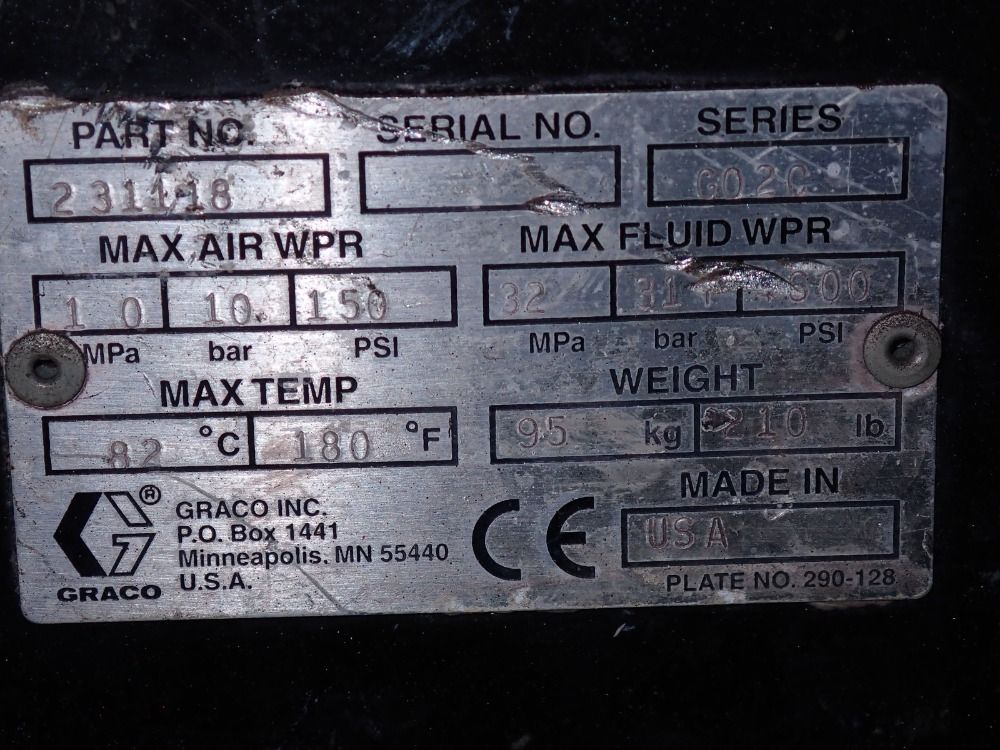 PART NO. SERIAL NO. SERIES
231118 G02C
MAX AIR WPR MAX FLUID WPR
1 0 10. 150 32
MPa bar PSI MPa bar PSI
MAX TEMP WEIGHT
82 °C 180 °F 95 kg 210 lb
MADE IN
USA
® GRACO INC.
P.O. Box 1441
Minneapolis, MN 55440
U.S.A.
GRACO
CE
PLATE NO. 290-128